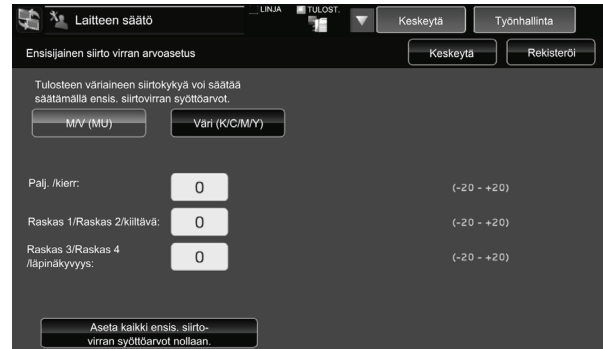 Laitteen säätö
LINJA
TULOST.
Keskeytä
Työnhallinta
Ensisijainen siirto virran arvoasetus
Keskeytä
Rekisteröi
Tulosteen väriaineen siirtokykyä voi säätää
säätämällä ensis. siirtovirran syöttöarvot.
M/V (MU)
Väri (K/C/M/Y)
Palj. /kierr:
0
(-20 - +20)
Raskas 1/Raskas 2/kiiltävä:
0
(-20 - +20)
Raskas 3/Raskas 4
/läpinäkyvyys:
0
(-20 - +20)
Aseta kaikki ensis. siirto-
virran syöttöarvot nollaan.